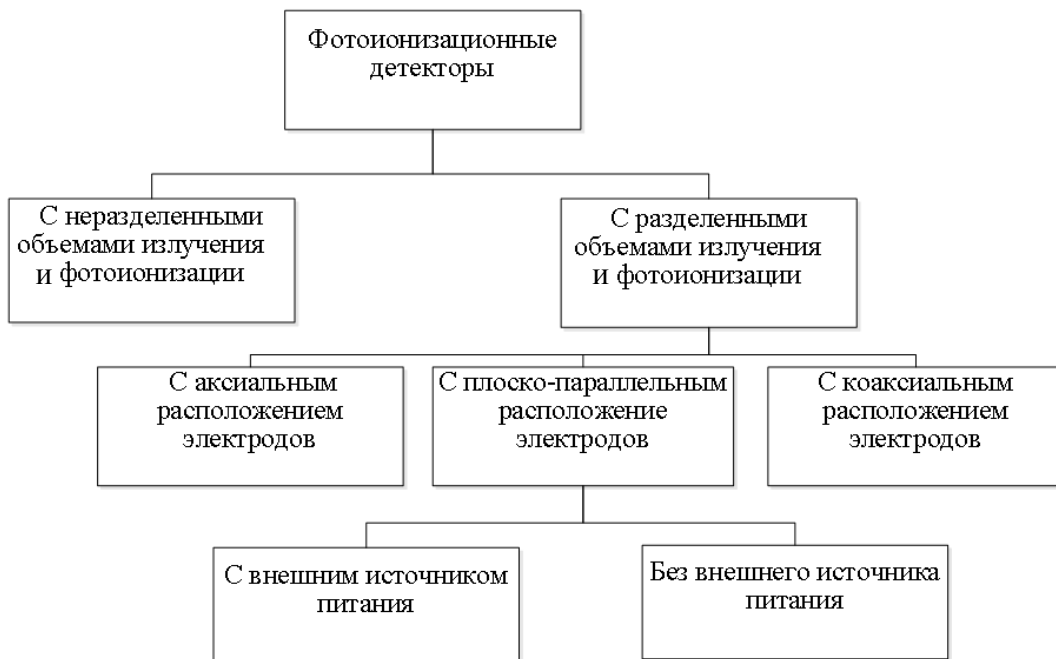 Фотоионизационные
детекторы
С неразделенными
объемами излучения
и фотоионизации
С разделенными
объемами излучения
и фотоионизации
С аксиальным
расположением
электродов
С плоско-параллельным
расположение
электродов
С коаксиальным
расположением
электродов
С внешним источником
питания
Без внешнего источника
питания